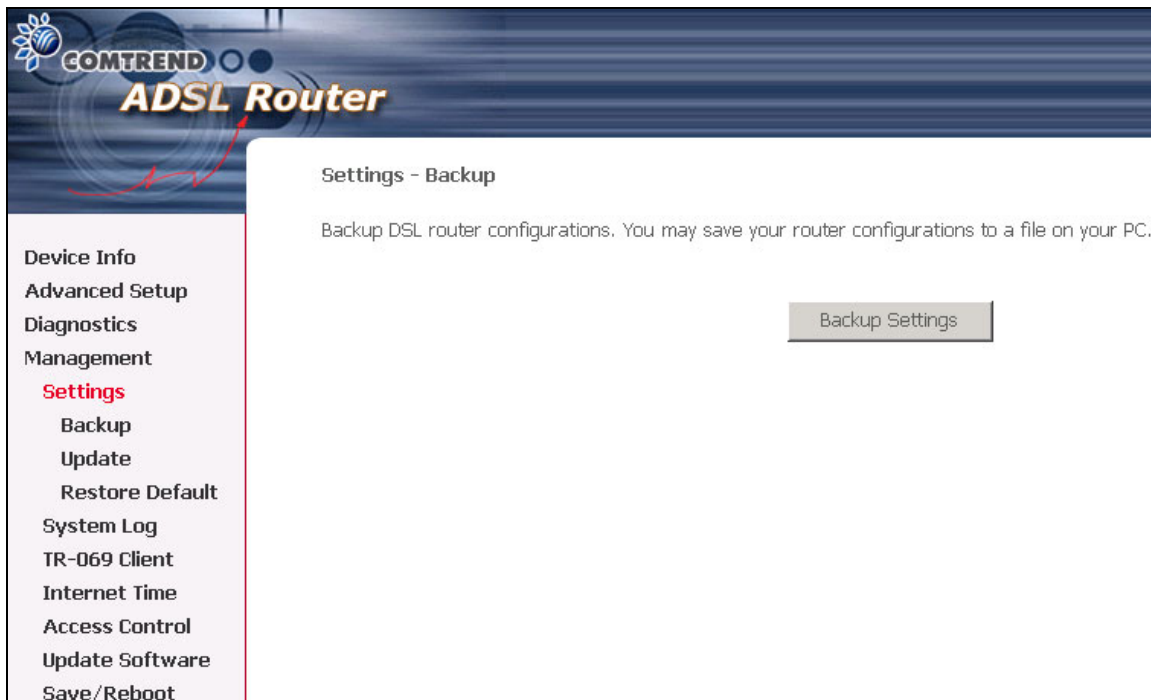 COMTREND
ADSL Router
Settings - Backup
Backup DSL router configurations. You may save your router configurations to a file on your PC.
Backup Settings
Device Info
Advanced Setup
Diagnostics
Management
Settings
Backup
Update
Restore Default
System Log
TR-069 Client
Internet Time
Access Control
Update Software
Save/Reboot